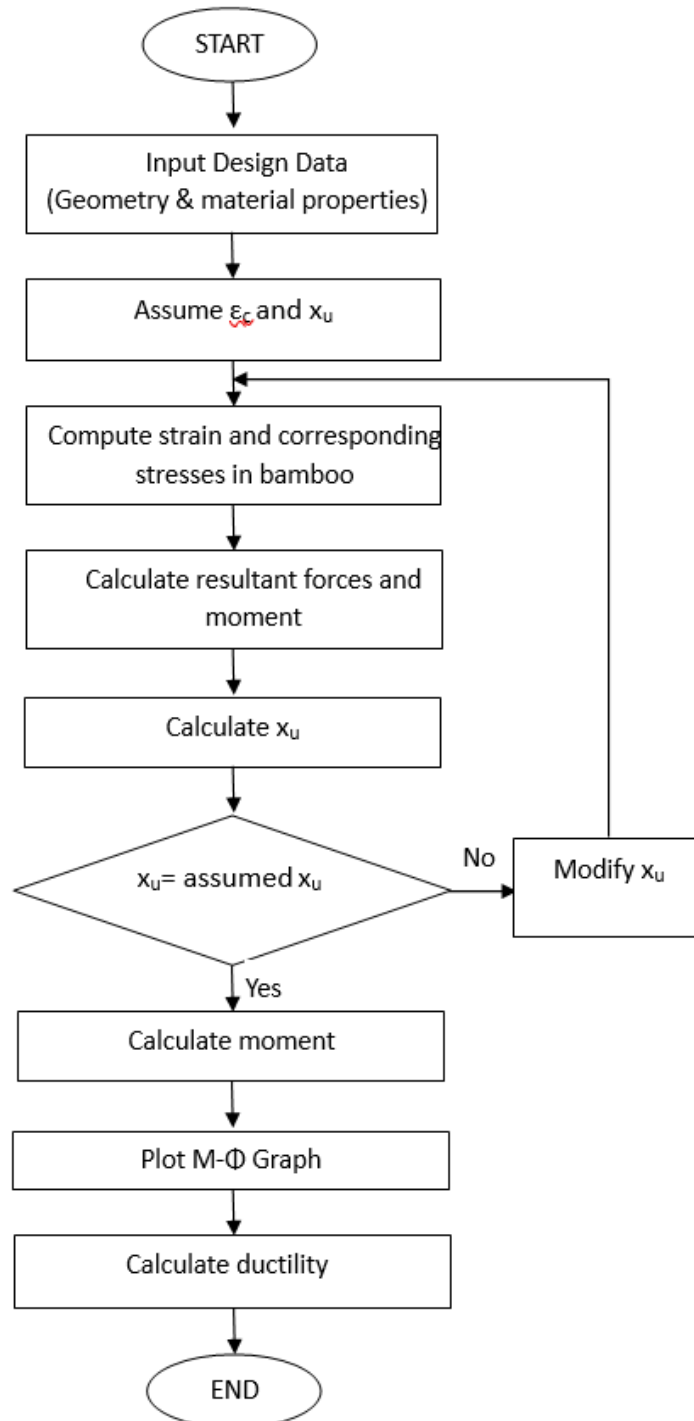 START
Input Design Data
(Geometry & material properties)
Assume εc and xu
Compute strain and corresponding
stresses in bamboo
Calculate resultant forces and
moment
Calculate xu
xu= assumed xu
No
Modify xu
Yes
Calculate moment
Plot M-Φ Graph
Calculate ductility
END